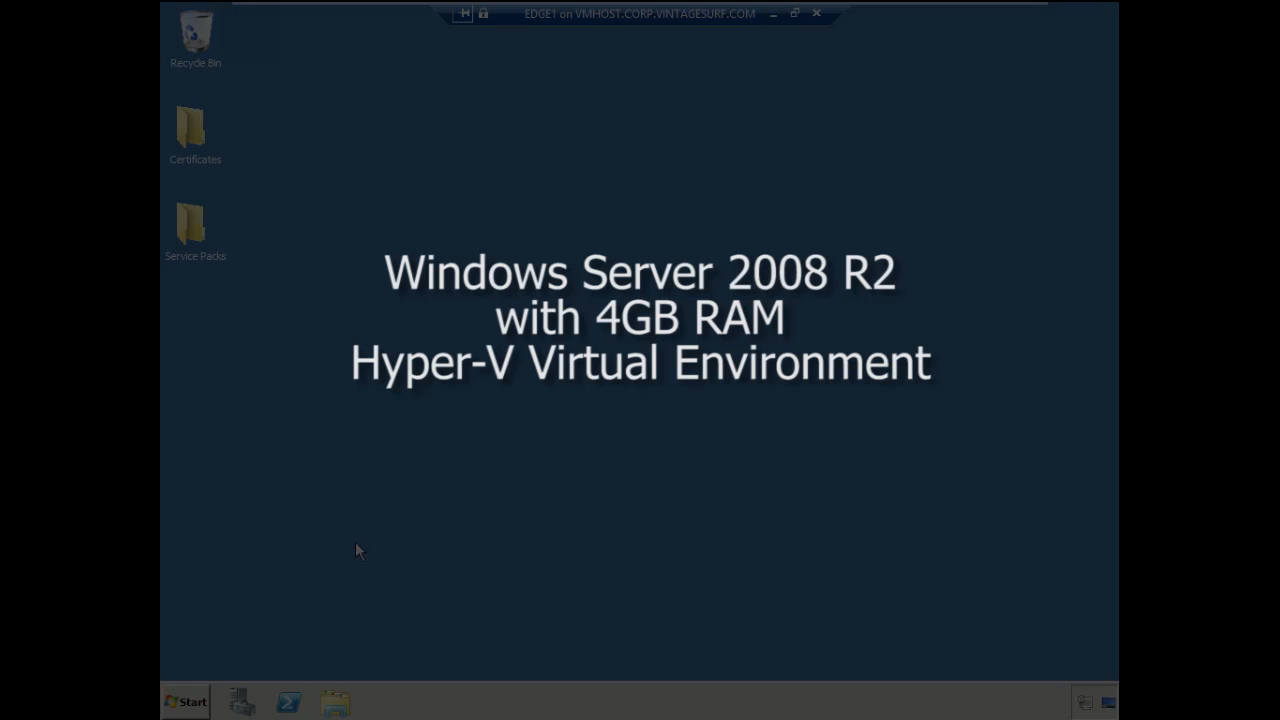 EDGE1 on VMHOST.CORP.VINTAGESURF.COM
Recycle Bin
Certificates
Service Packs
Windows Server 2008 R2
with 4GB RAM
Hyper-V Virtual Environment
Start